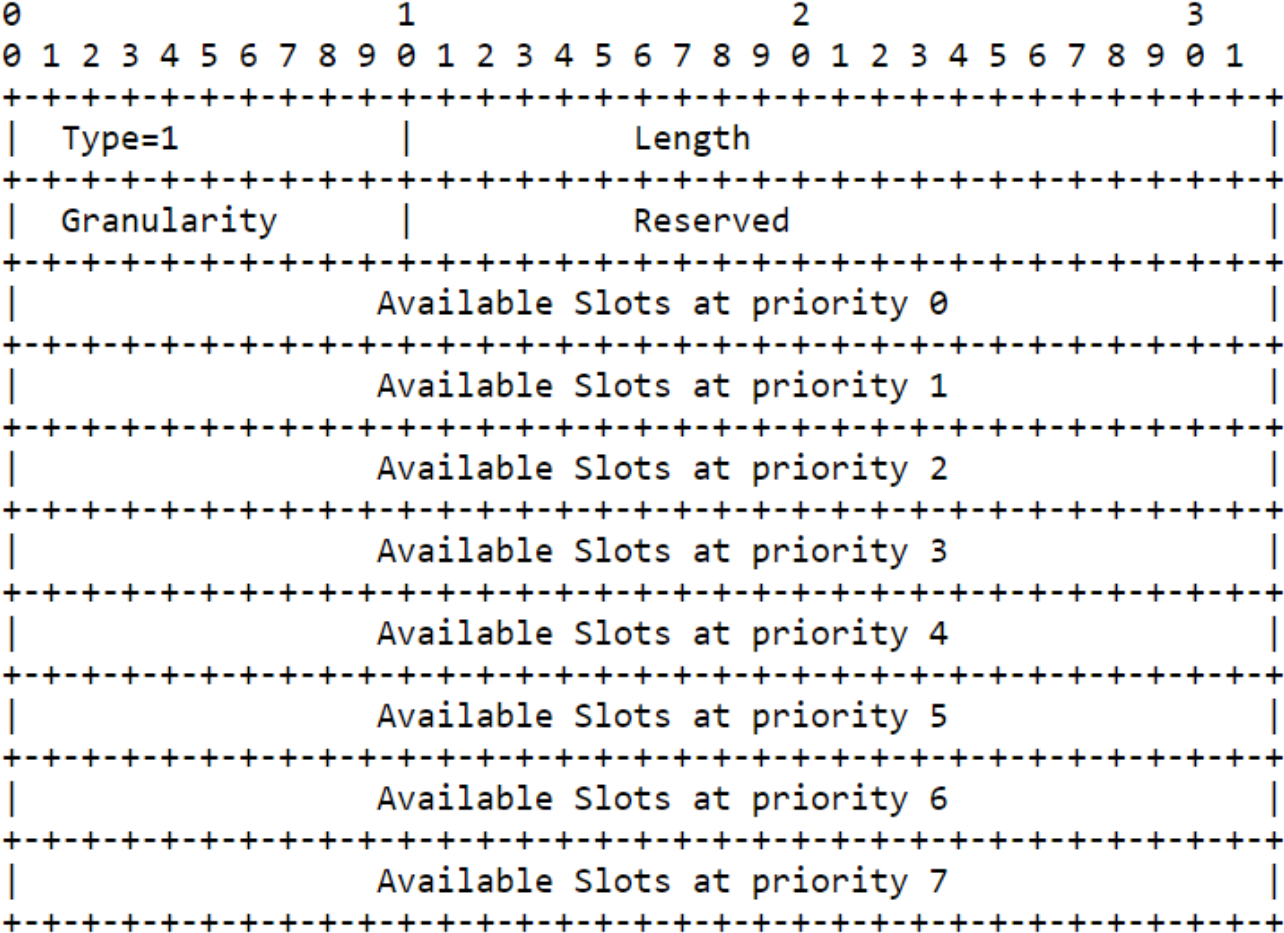 0                   1                   2                   3
0 1 2 3 4 5 6 7 8 9 0 1 2 3 4 5 6 7 8 9 0 1 2 3 4 5 6 7 8 9 0 1
+-+-+-+-+-+-+-+-+-+-+-+-+-+-+-+-+-+-+-+-+-+-+-+-+-+-+-+-+-+-+-+-+
|  Type=1           |           Length                          |
+-+-+-+-+-+-+-+-+-+-+-+-+-+-+-+-+-+-+-+-+-+-+-+-+-+-+-+-+-+-+-+-+
|  Granularity      |           Reserved                        |
+-+-+-+-+-+-+-+-+-+-+-+-+-+-+-+-+-+-+-+-+-+-+-+-+-+-+-+-+-+-+-+-+
|                  Available Slots at priority 0                |
+-+-+-+-+-+-+-+-+-+-+-+-+-+-+-+-+-+-+-+-+-+-+-+-+-+-+-+-+-+-+-+-+
|                  Available Slots at priority 1                |
+-+-+-+-+-+-+-+-+-+-+-+-+-+-+-+-+-+-+-+-+-+-+-+-+-+-+-+-+-+-+-+-+
|                  Available Slots at priority 2                |
+-+-+-+-+-+-+-+-+-+-+-+-+-+-+-+-+-+-+-+-+-+-+-+-+-+-+-+-+-+-+-+-+
|                  Available Slots at priority 3                |
+-+-+-+-+-+-+-+-+-+-+-+-+-+-+-+-+-+-+-+-+-+-+-+-+-+-+-+-+-+-+-+-+
|                  Available Slots at priority 4                |
+-+-+-+-+-+-+-+-+-+-+-+-+-+-+-+-+-+-+-+-+-+-+-+-+-+-+-+-+-+-+-+-+
|                  Available Slots at priority 5                |
+-+-+-+-+-+-+-+-+-+-+-+-+-+-+-+-+-+-+-+-+-+-+-+-+-+-+-+-+-+-+-+-+
|                  Available Slots at priority 6                |
+-+-+-+-+-+-+-+-+-+-+-+-+-+-+-+-+-+-+-+-+-+-+-+-+-+-+-+-+-+-+-+-+
|                  Available Slots at priority 7                |
+-+-+-+-+-+-+-+-+-+-+-+-+-+-+-+-+-+-+-+-+-+-+-+-+-+-+-+-+-+-+-+-+